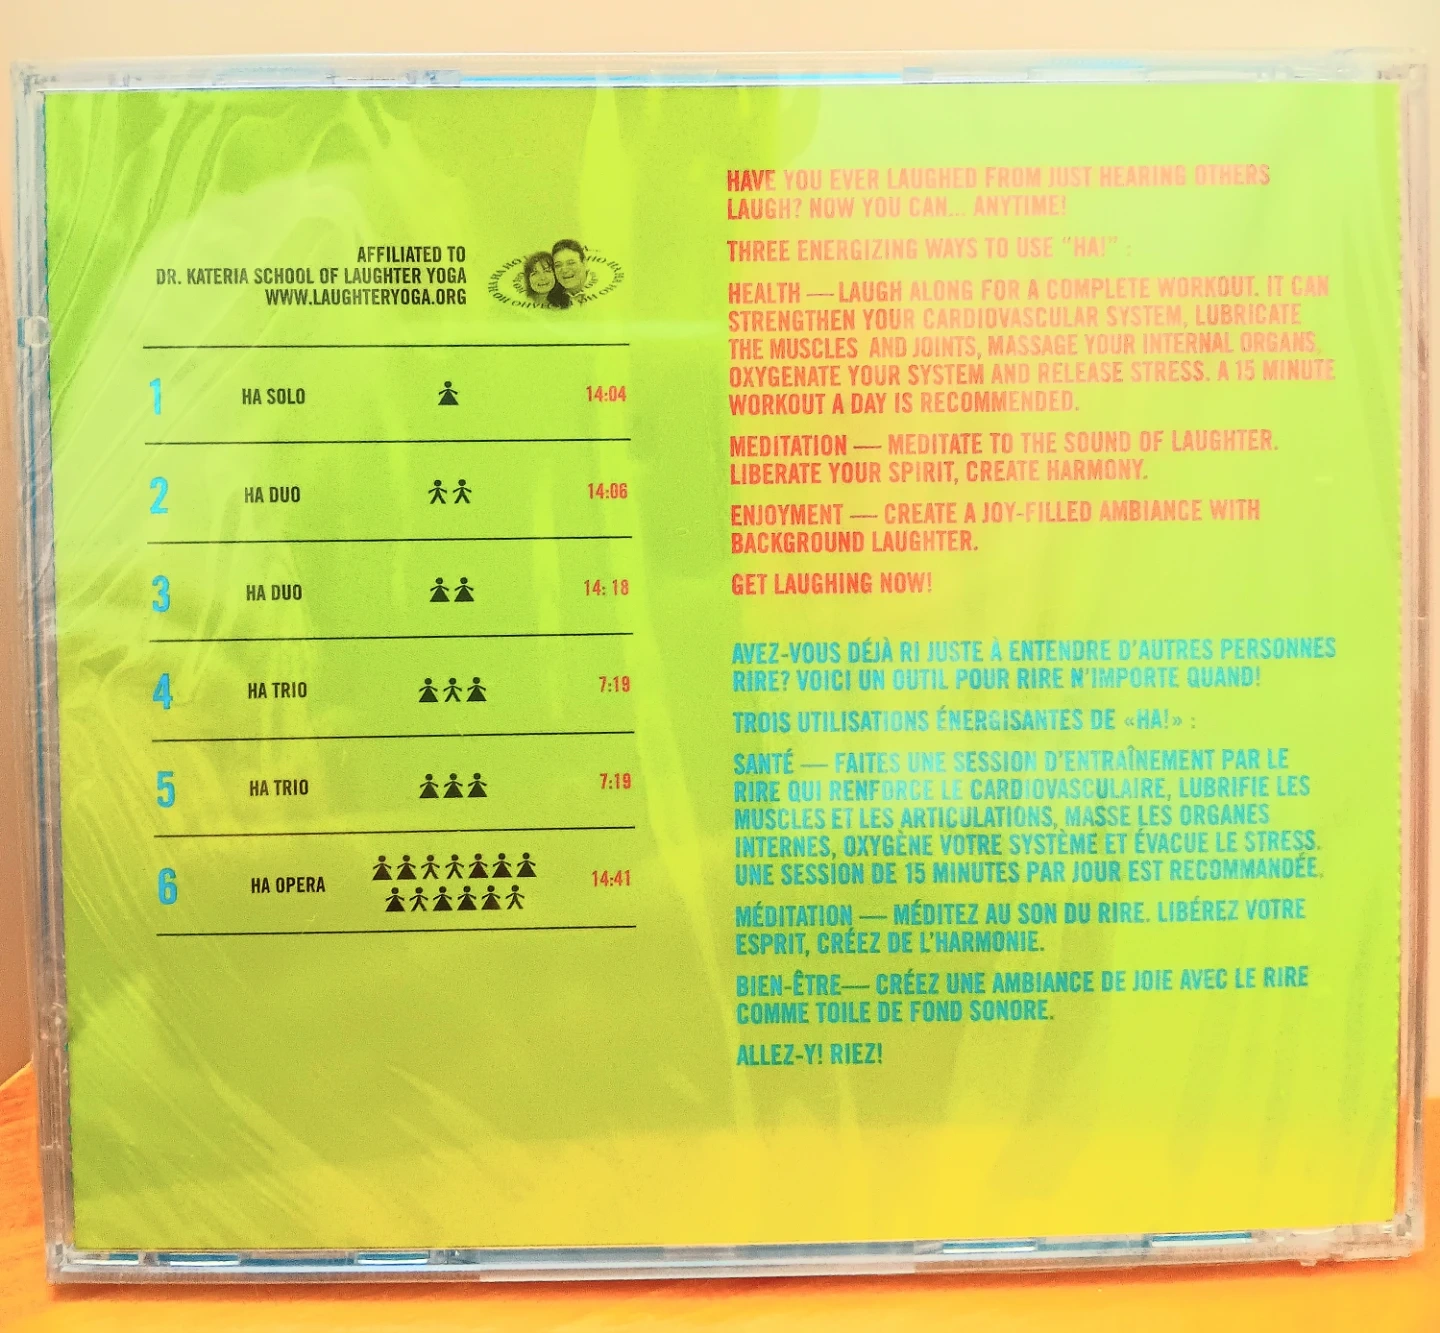 AFFILIATED TO
DR. KATERIA SCHOOL OF LAUGHTER YOGA
WWW.LAUGHTERYOGA.ORG
1 HA SOLO 14:04
2 HA DUO 14:06
3 HA DUO 14: 18
4 HA TRIO 7:19
5 HA TRIO 7:19
6 HA OPERA 14:41
HAVE YOU EVER LAUGHED FROM JUST HEARING OTHERS
LAUGH? NOW YOU CAN... ANYTIME!
THREE ENERGIZING WAYS TO USE "HA!" :
HEALTH — LAUGH ALONG FOR A COMPLETE WORKOUT. IT CAN
STRENGTHEN YOUR CARDIOVASCULAR SYSTEM, LUBRICATE
THE MUSCLES AND JOINTS, MASSAGE YOUR INTERNAL ORGANS,
OXYGENATE YOUR SYSTEM AND RELEASE STRESS. A 15 MINUTE
WORKOUT A DAY IS RECOMMENDED.
MEDITATION — MEDITATE TO THE SOUND OF LAUGHTER.
LIBERATE YOUR SPIRIT, CREATE HARMONY.
ENJOYMENT — CREATE A JOY-FILLED AMBIANCE WITH
BACKGROUND LAUGHTER.
GET LAUGHING NOW!
AVEZ-VOUS DÉJÀ RI JUSTE À ENTENDRE D'AUTRES PERSONNES
RIRE? VOICI UN OUTIL POUR RIRE N'IMPORTE QUAND!
TROIS UTILISATIONS ÉNERGISANTES DE «HA!» :
SANTÉ — FAITES UNE SESSION D'ENTRAÎNEMENT PAR LE
RIRE QUI RENFORCE LE CARDIOVASCULAIRE, LUBRIFIE LES
MUSCLES ET LES ARTICULATIONS, MASSE LES ORGANES
INTERNES, OXYGÈNE VOTRE SYSTÈME ET ÉVACUE LE STRESS.
UNE SESSION DE 15 MINUTES PAR JOUR EST RECOMMANDÉE.
MÉDITATION — MÉDITEZ AU SON DU RIRE. LIBÉREZ VOTRE
ESPRIT, CRÉEZ DE L'HARMONIE.
BIEN-ÊTRE— CRÉEZ UNE AMBIANCE DE JOIE AVEC LE RIRE
COMME TOILE DE FOND SONORE.
ALLEZ-Y! RIEZ!